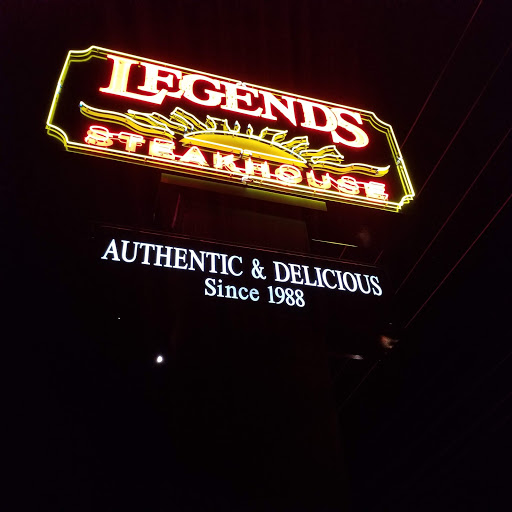 LEGENDS
STEAKHOUSE
AUTHENTIC & DELICIOUS
Since 1988